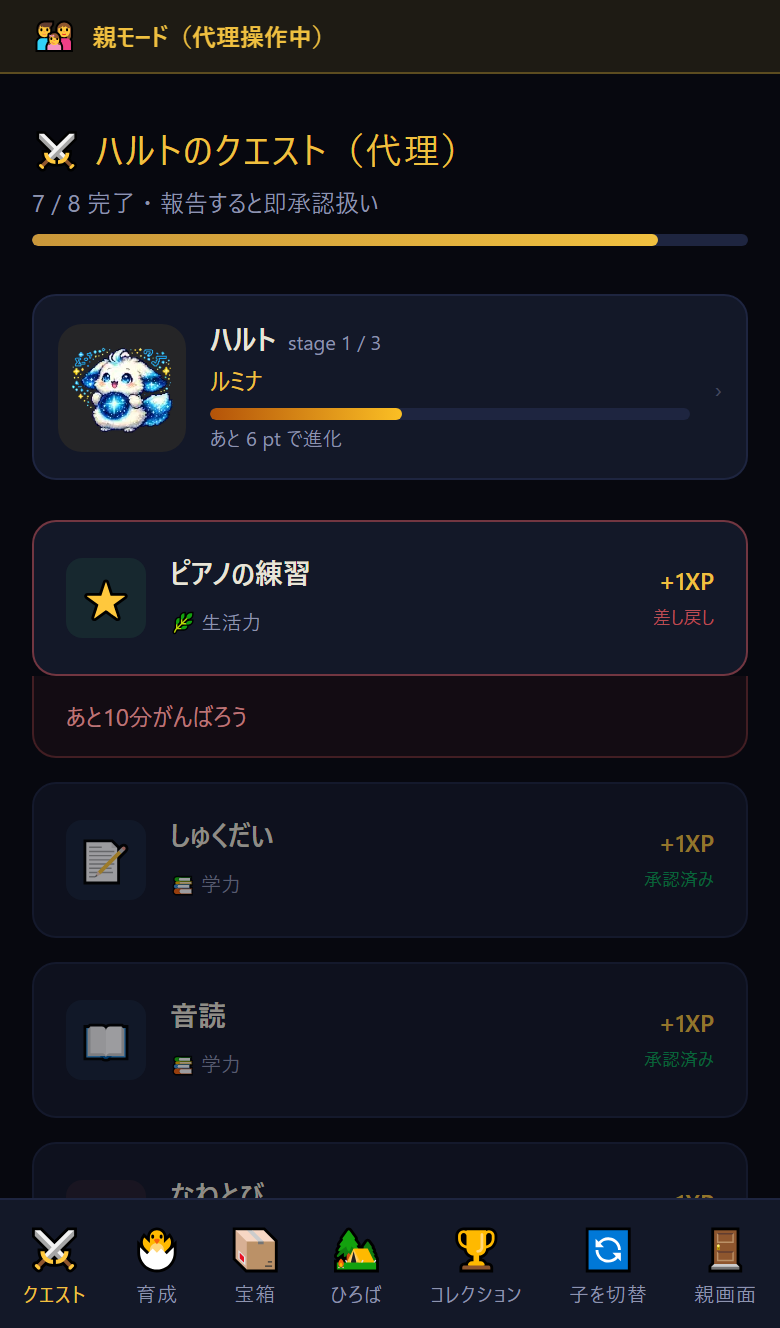 親モード（代理操作中）
ハルトのクエスト（代理）
7 / 8 完了・報告すると即承認扱い
ハルト stage 1 / 3
ルミナ
あと 6 pt で進化
›
ピアノの練習
+1XP
生活力
差し戻し
あと10分がんばろう
しゅくだい
+1XP
学力
承認済み
音読
+1XP
学力
承認済み
なわとび
+1XP
クエスト 育成 宝箱 ひろば コレクション 子を切替 親画面